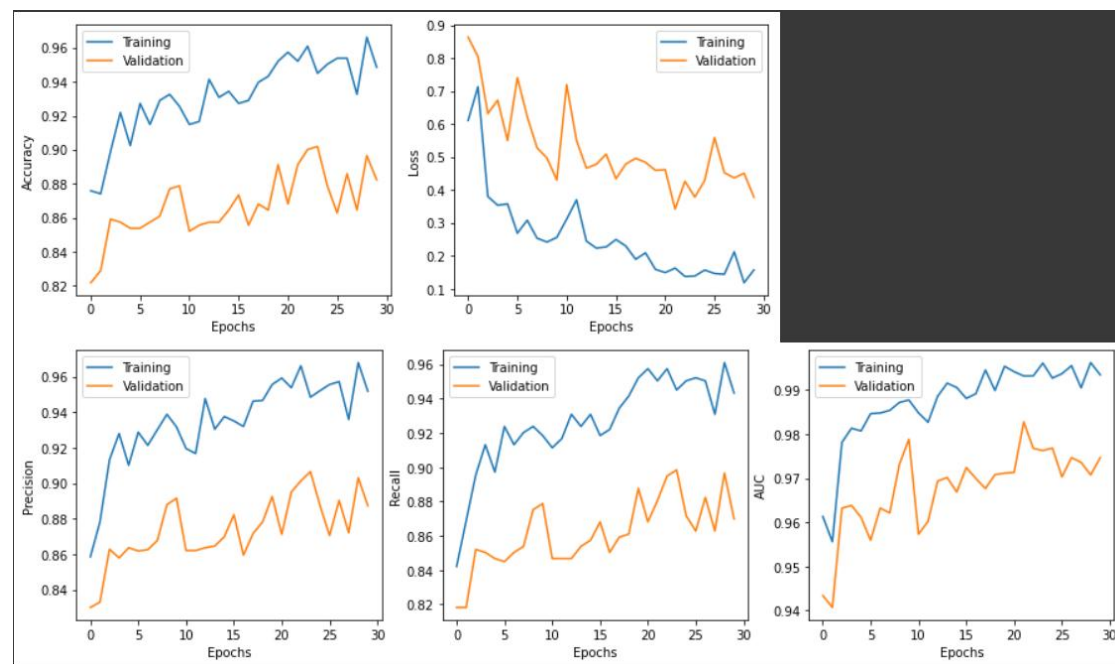 Training
Validation
Accuracy
0.96
0.94
0.92
0.90
0.88
0.86
0.84
0.82
0 5 10 15 20 25 30
Epochs
Training
Validation
Loss
0.9
0.8
0.7
0.6
0.5
0.4
0.3
0.2
0.1
0 5 10 15 20 25 30
Epochs
Training
Validation
Precision
0.96
0.94
0.92
0.90
0.88
0.86
0.84
0 5 10 15 20 25 30
Epochs
Training
Validation
Recall
0.96
0.94
0.92
0.90
0.88
0.86
0.84
0.82
0 5 10 15 20 25 30
Epochs
Training
Validation
AUC
0.99
0.98
0.97
0.96
0.95
0.94
0 5 10 15 20 25 30
Epochs